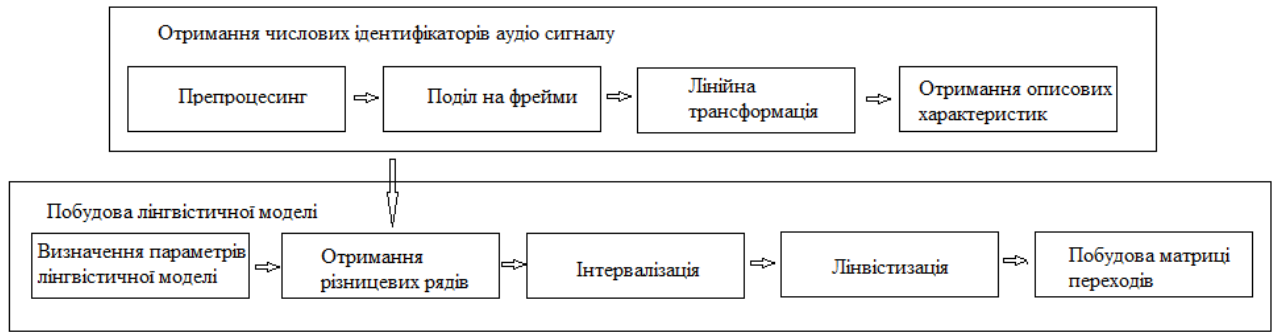 Отримання числових ідентифікаторів аудіо сигналу
Препроцесинг
Поділ на фрейми
Лінійна
трансформація
Отримання описових
характеристик
Побудова лінгвістичної моделі
Визначення параметрів
лінгвістичної моделі
Отримання
різницевих рядів
Інтервалізація
Лінвістизація
Побудова матриці
переходів